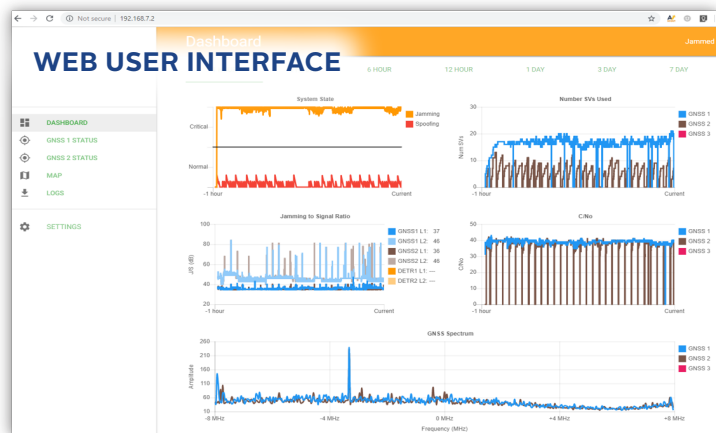 Not secure | 192.168.7.2
Dashboard
Jammed
WEB USER INTERFACE
6 HOUR
12 HOUR
1 DAY
3 DAY
7 DAY
DASHBOARD
GNSS 1 STATUS
GNSS 2 STATUS
MAP
LOGS
SETTINGS
System State
Critical
Normal
-1 hour
Current
Jamming
Spoofing
Number SVs Used
Num SVs
30
20
10
0
-1 hour
Current
GNSS 1
GNSS 2
GNSS 3
Jamming to Signal Ratio
J/S (dB)
100
80
60
40
20
-1 hour
Current
GNSS1 L1: 37
GNSS1 L2: 46
GNSS2 L1: 36
GNSS2 L2: 46
DETR1 L1: ---
DETR2 L2: ---
C/No
C/No
50
40
30
20
10
0
-1 hour
Current
GNSS 1
GNSS 2
GNSS 3
GNSS Spectrum
Amplitude
260
210
160
110
60
10
-8 MHz
-4 MHz
0 MHz
+4 MHz
+8 MHz
Frequency (MHz)
GNSS 1
GNSS 2
GNSS 3